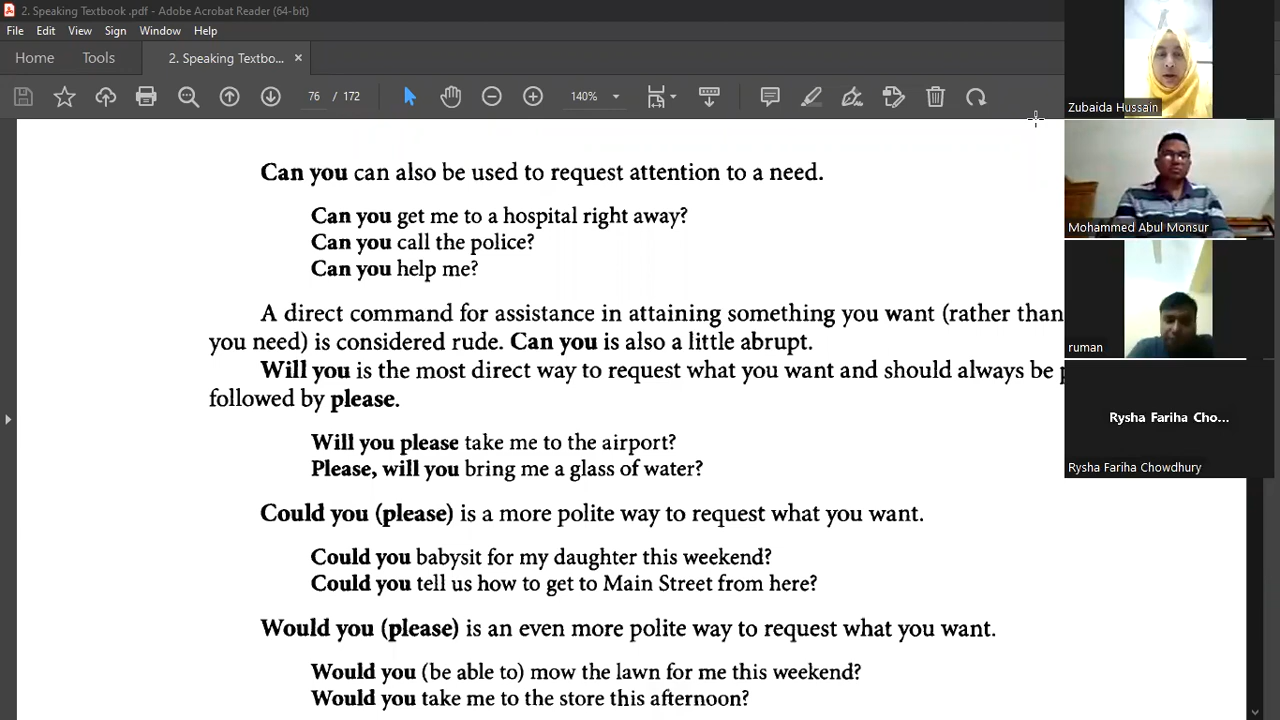 2. Speaking Textbook .pdf - Adobe Acrobat Reader (64-bit)
File Edit View Sign Window Help
Home Tools 2. Speaking Textbo... ×
76 / 172 140%
Can you can also be used to request attention to a need.
Can you get me to a hospital right away?
Can you call the police?
Can you help me?
A direct command for assistance in attaining something you want (rather than
you need) is considered rude. Can you is also a little abrupt.
Will you is the most direct way to request what you want and should always be
followed by please.
Will you please take me to the airport?
Please, will you bring me a glass of water?
Could you (please) is a more polite way to request what you want.
Could you babysit for my daughter this weekend?
Could you tell us how to get to Main Street from here?
Would you (please) is an even more polite way to request what you want.
Would you (be able to) mow the lawn for me this weekend?
Would you take me to the store this afternoon?
Zubaida Hussain
Mohammed Abul Monsur
ruman
Rysha Fariha Cho...
Rysha Fariha Chowdhury